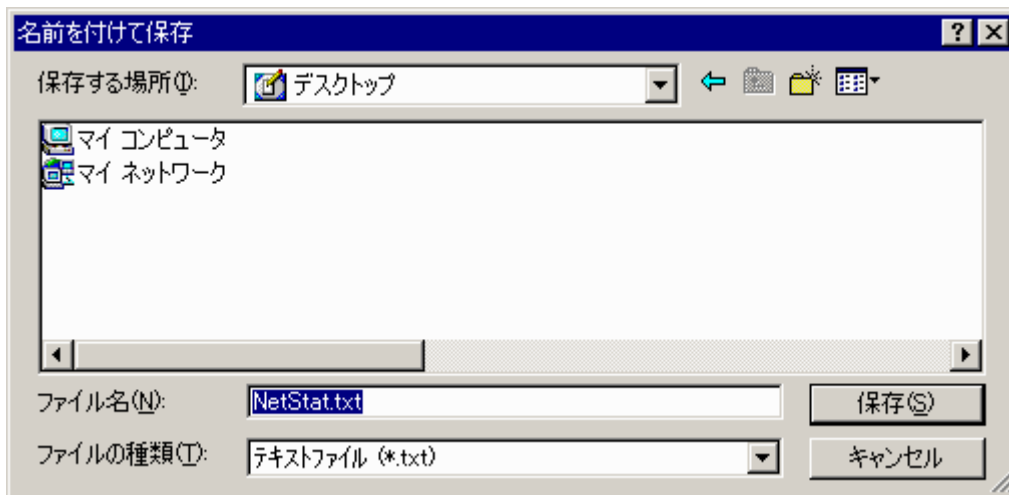 名前を付けて保存
保存する場所(I): デスクトップ
マイ コンピュータ
マイ ネットワーク
ファイル名(N): NetStat.txt 保存(S)
ファイルの種類(T): テキストファイル (*.txt) キャンセル